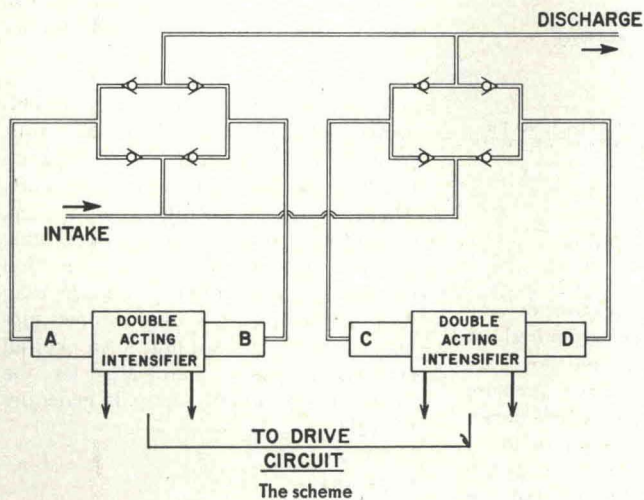 DISCHARGE
INTAKE
A
DOUBLE
ACTING
INTENSIFIER
B
C
DOUBLE
ACTING
INTENSIFIER
D
TO DRIVE
CIRCUIT
The scheme